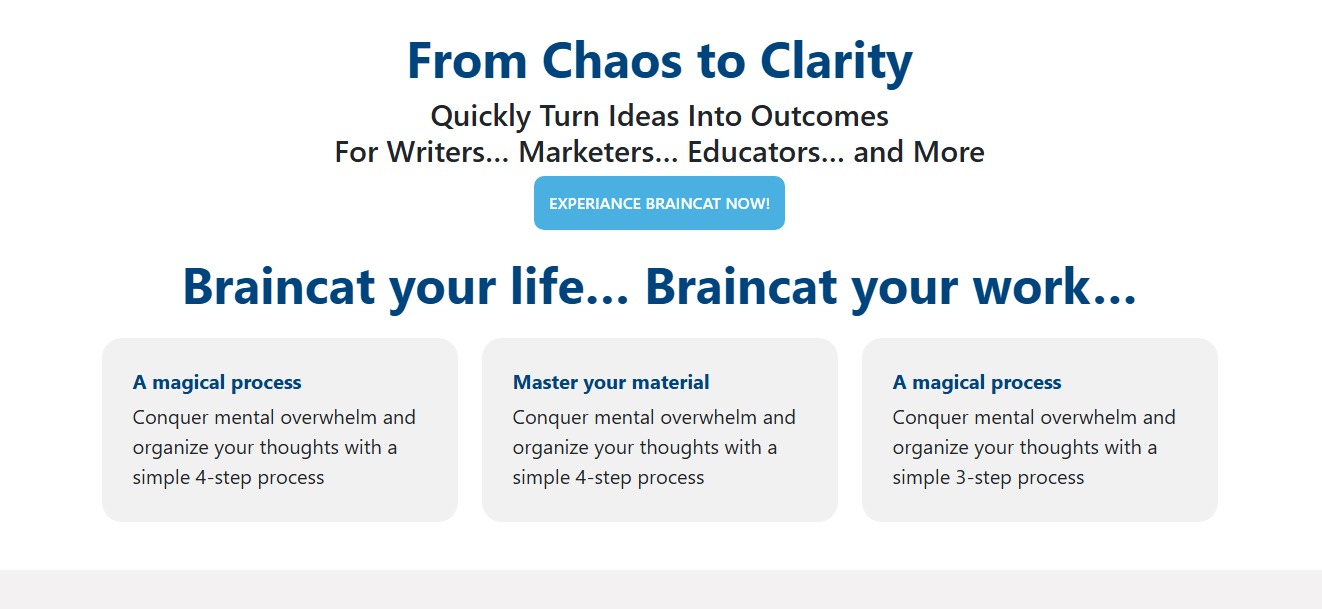 From Chaos to Clarity
Quickly Turn Ideas Into Outcomes
For Writers... Marketers... Educators... and More
EXPERIANCE BRAINCAT NOW!
Braincat your life... Braincat your work...
A magical process
Conquer mental overwhelm and
organize your thoughts with a
simple 4-step process
Master your material
Conquer mental overwhelm and
organize your thoughts with a
simple 4-step process
A magical process
Conquer mental overwhelm and
organize your thoughts with a
simple 3-step process